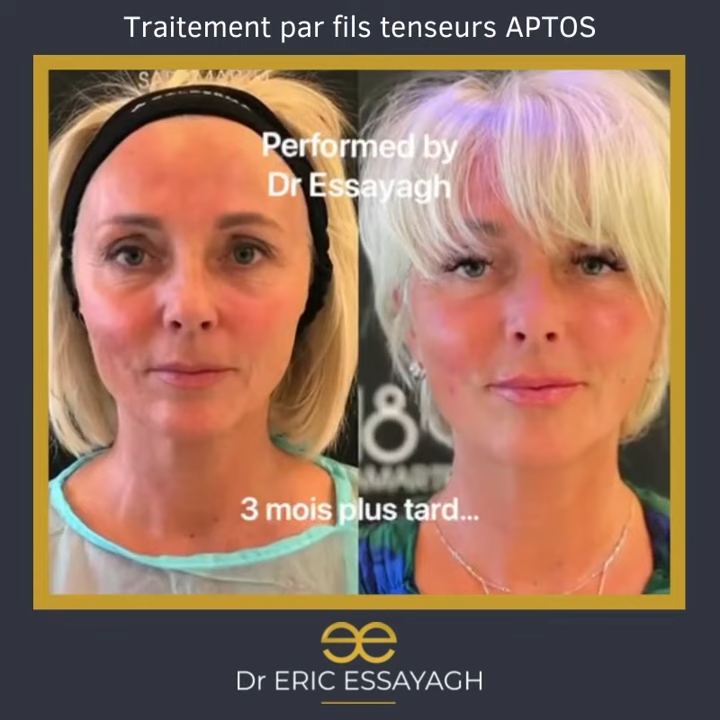 Traitement par fils tenseurs APTOS
Performed by
Dr Essayagh
3 mois plus tard...
Dr ERIC ESSAYAGH